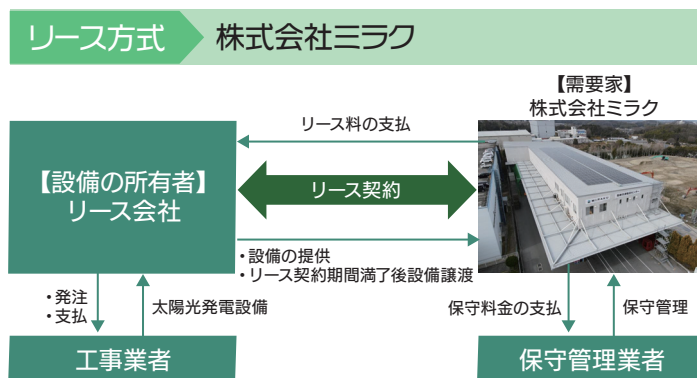 リース方式
株式会社ミラク
【需要家】
株式会社ミラク
リース料の支払
【設備の所有者】
リース会社
リース契約
・設備の提供
・リース契約期間満了後設備譲渡
・発注
・支払
太陽光発電設備
保守料金の支払
保守管理
工事業者
保守管理業者